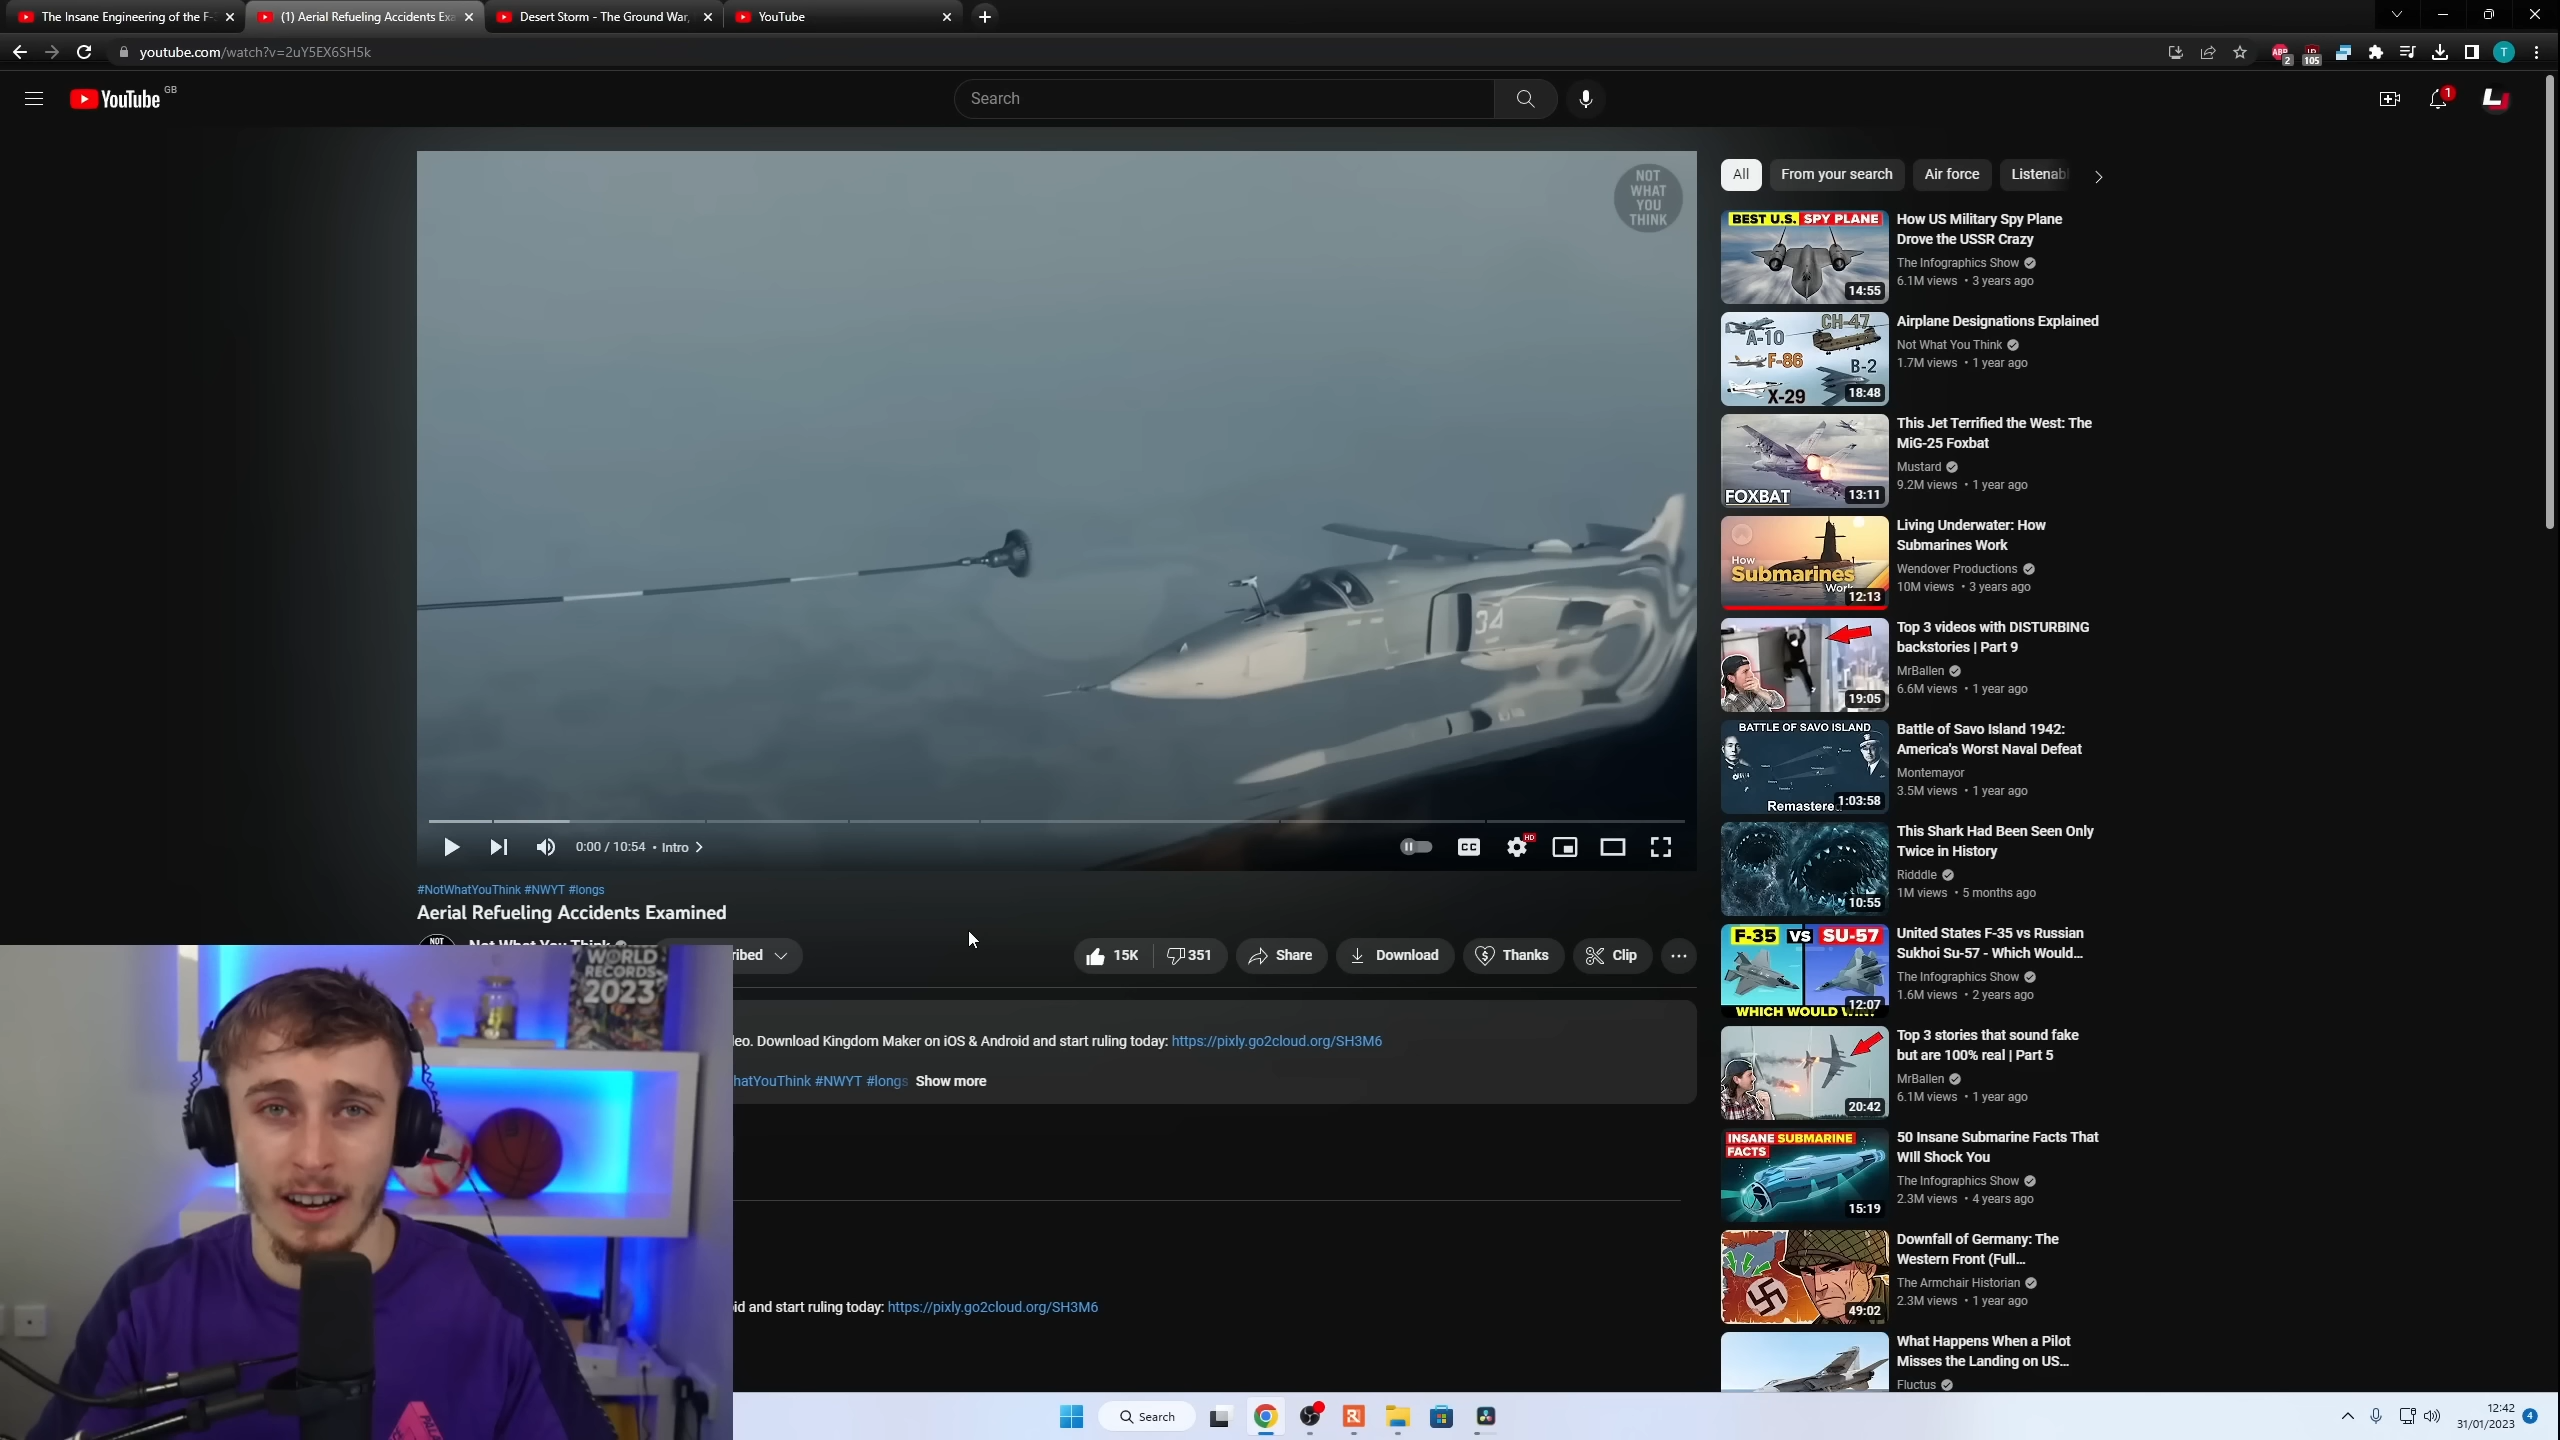 The Insane Engineering of the F-
(1) Aerial Refueling Accidents Exa
Desert Storm - The Ground War,
YouTube
youtube.com/watch?v=2uY5EX6SH5k
ABP
2
105
T
YouTube GB
Search
1
NOT
WHAT
YOU
THINK
34
0:00 / 10:54 • Intro
CC
HD
#NotWhatYouThink #NWYT #longs
Aerial Refueling Accidents Examined
NOT
Not What You Think
ribed
15K
351
Share
Download
Thanks
Clip
leo. Download Kingdom Maker on iOS & Android and start ruling today: https://pixly.go2cloud.org/SH3M6
hatYouThink #NWYT #longs Show more
id and start ruling today: https://pixly.go2cloud.org/SH3M6
WORLD
RECORDS
2023
All
From your search
Air force
Listenab
BEST U.S. SPY PLANE
14:55
How US Military Spy Plane
Drove the USSR Crazy
The Infographics Show
6.1M views • 3 years ago
CH-47
A-10
F-86
B-2
X-29
18:48
Airplane Designations Explained
Not What You Think
1.7M views • 1 year ago
FOXBAT
13:11
This Jet Terrified the West: The
MiG-25 Foxbat
Mustard
9.2M views • 1 year ago
How
Submarines
Wor
12:13
Living Underwater: How
Submarines Work
Wendover Productions
10M views • 3 years ago
19:05
Top 3 videos with DISTURBING
backstories | Part 9
MrBallen
6.6M views • 1 year ago
BATTLE OF SAVO ISLAND
Remastere
1:03:58
Battle of Savo Island 1942:
America's Worst Naval Defeat
Montemayor
3.5M views • 1 year ago
10:55
This Shark Had Been Seen Only
Twice in History
Ridddle
1M views • 5 months ago
F-35 VS SU-57
12:07
WHICH WOULD WIN?
United States F-35 vs Russian
Sukhoi Su-57 - Which Would...
The Infographics Show
1.6M views • 2 years ago
20:42
Top 3 stories that sound fake
but are 100% real | Part 5
MrBallen
6.1M views • 1 year ago
INSANE SUBMARINE
FACTS
15:19
50 Insane Submarine Facts That
WIll Shock You
The Infographics Show
2.3M views • 4 years ago
49:02
Downfall of Germany: The
Western Front (Full...
The Armchair Historian
2.3M views • 1 year ago
What Happens When a Pilot
Misses the Landing on US...
Fluctus
Search
12:42
31/01/2023
4